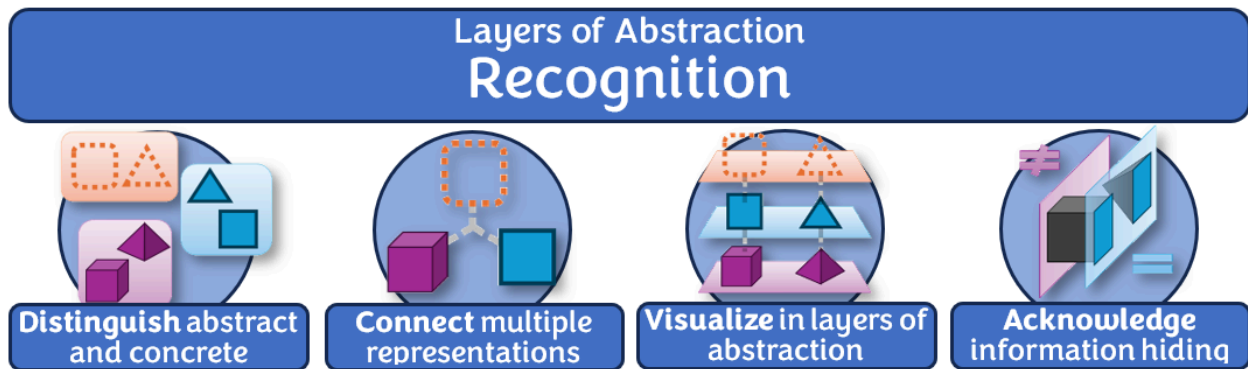 Layers of Abstraction
Recognition
Distinguish abstract
and concrete
Connect multiple
representations
Visualize in layers of
abstraction
Acknowledge
information hiding